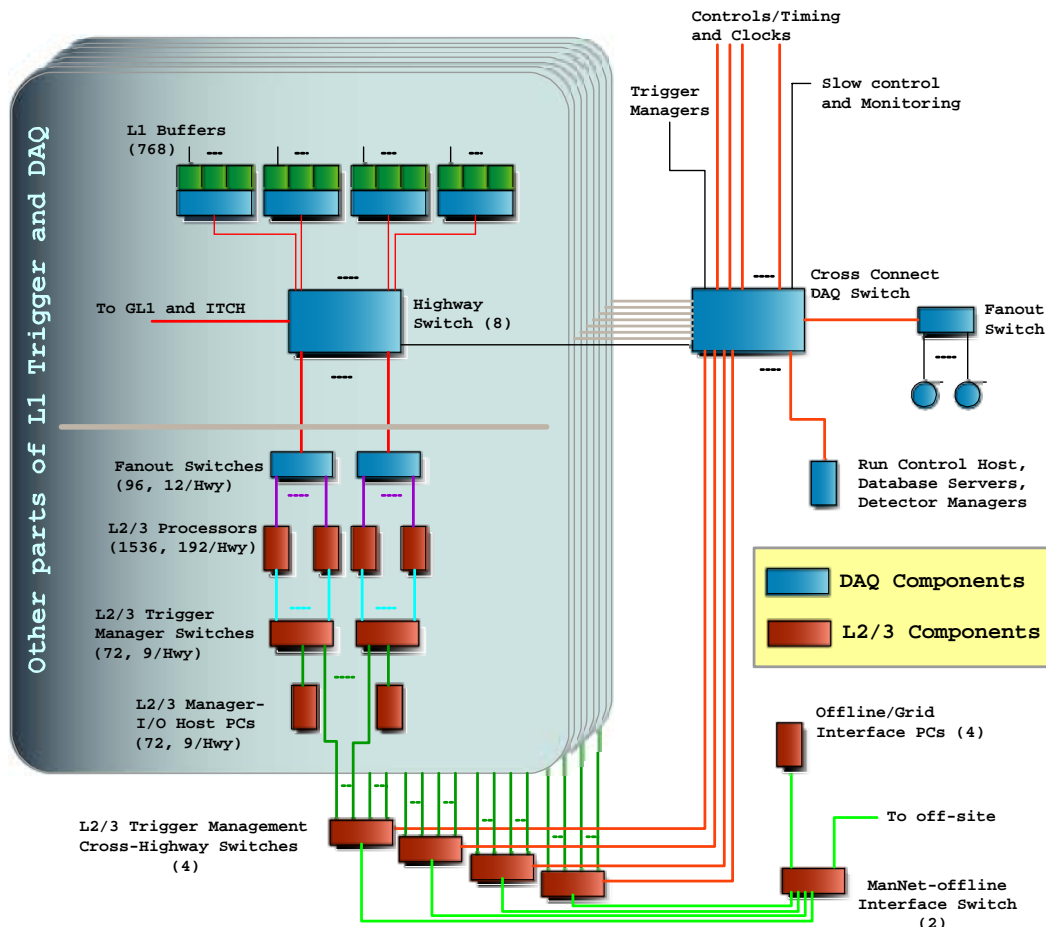 Controls/Timing
and Clocks
Trigger
Managers
Slow control
and Monitoring
Other parts of L1 Trigger and DAQ
L1 Buffers
(768)
To GL1 and ITCH
Highway
Switch (8)
Cross Connect
DAQ Switch
Fanout
Switch
Fanout Switches
(96, 12/Hwy)
Run Control Host,
Database Servers,
Detector Managers
L2/3 Processors
(1536, 192/Hwy)
DAQ Components
L2/3 Components
L2/3 Trigger
Manager Switches
(72, 9/Hwy)
L2/3 Manager-
I/O Host PCs
(72, 9/Hwy)
Offline/Grid
Interface PCs (4)
To off-site
L2/3 Trigger Management
Cross-Highway Switches
(4)
ManNet-offline
Interface Switch
(2)